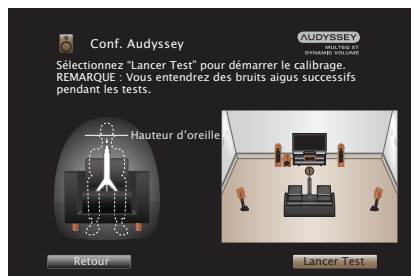 Conf. Audyssey
AUDYSSEY
MULTEQ XT
DYNAMIC VOLUME
Sélectionnez “Lancer Test” pour démarrer le calibrage.
REMARQUE : Vous entendrez des bruits aigus successifs
pendant les tests.
Hauteur d’oreille
Retour
Lancer Test